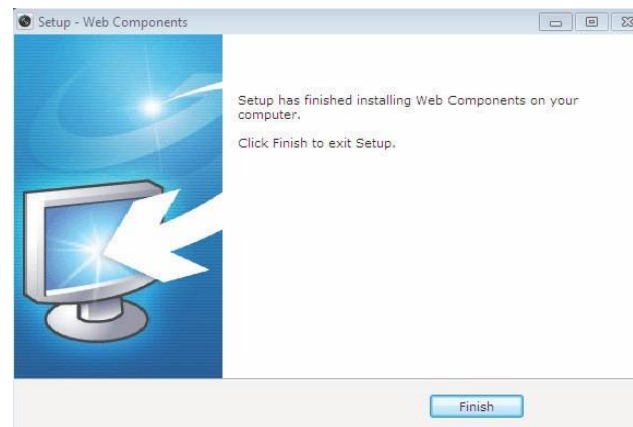 Setup - Web Components
Setup has finished installing Web Components on your
computer.
Click Finish to exit Setup.
Finish